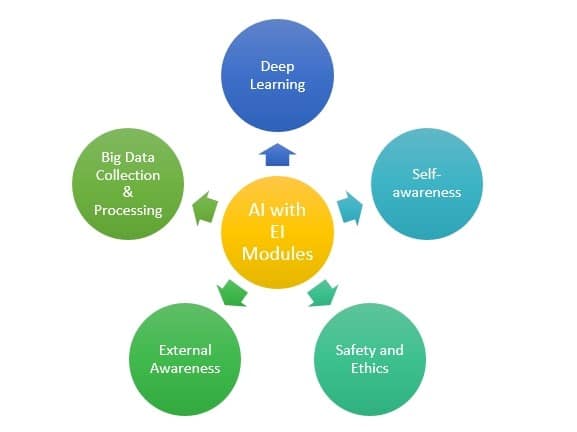 Deep
Learning
Big Data
Collection
&
Processing
Self-
awareness
AI with
EI
Modules
External
Awareness
Safety and
Ethics